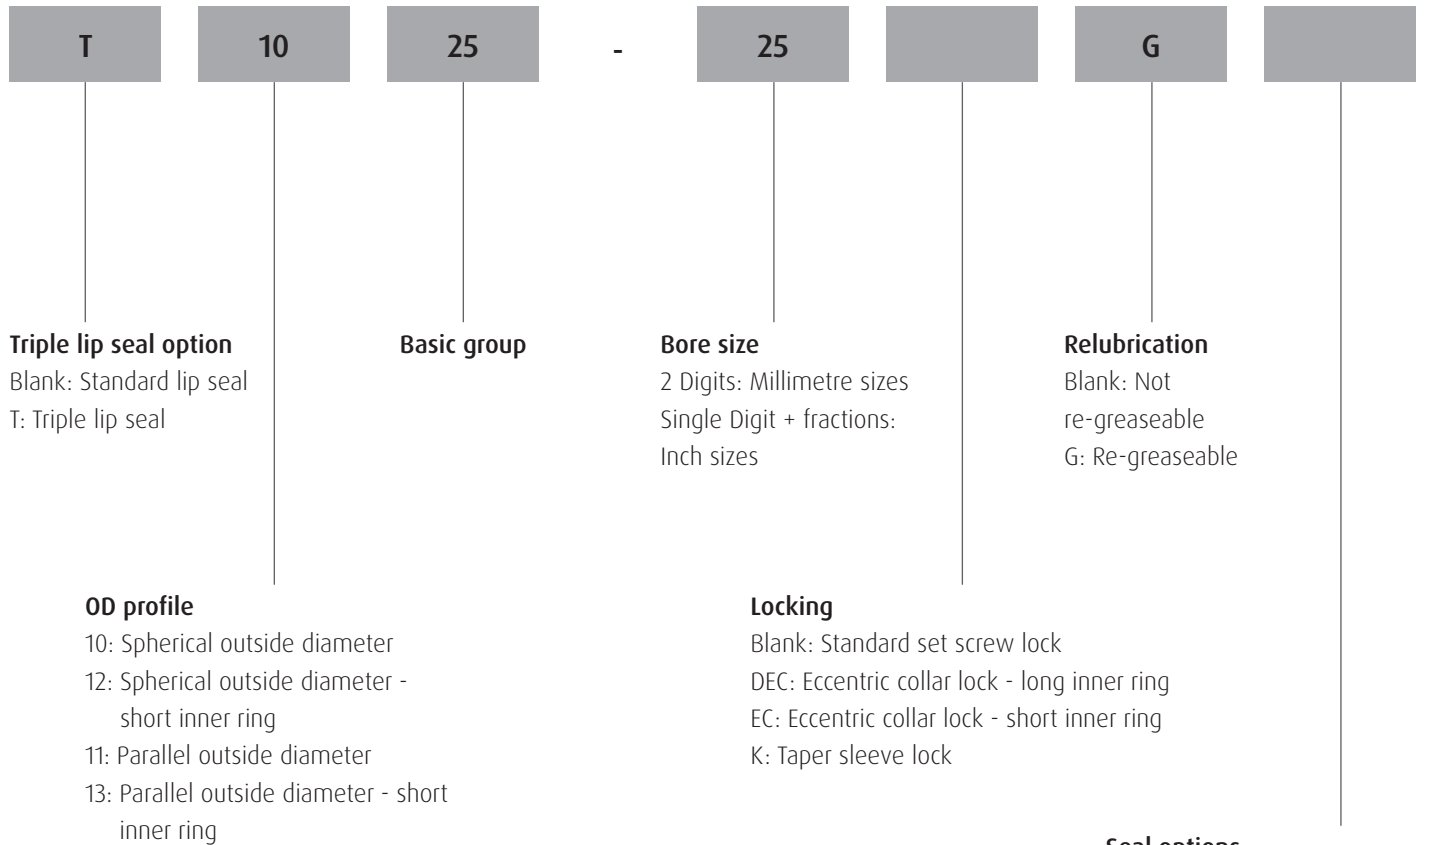 T 10 25 - 25 G
Triple lip seal option
Blank: Standard lip seal
T: Triple lip seal
Basic group
Bore size
2 Digits: Millimetre sizes
Single Digit + fractions:
Inch sizes
Relubrication
Blank: Not
re-greaseable
G: Re-greaseable
OD profile
10: Spherical outside diameter
12: Spherical outside diameter -
short inner ring
11: Parallel outside diameter
13: Parallel outside diameter - short
inner ring
Locking
Blank: Standard set screw lock
DEC: Eccentric collar lock - long inner ring
EC: Eccentric collar lock - short inner ring
K: Taper sleeve lock
Seal options